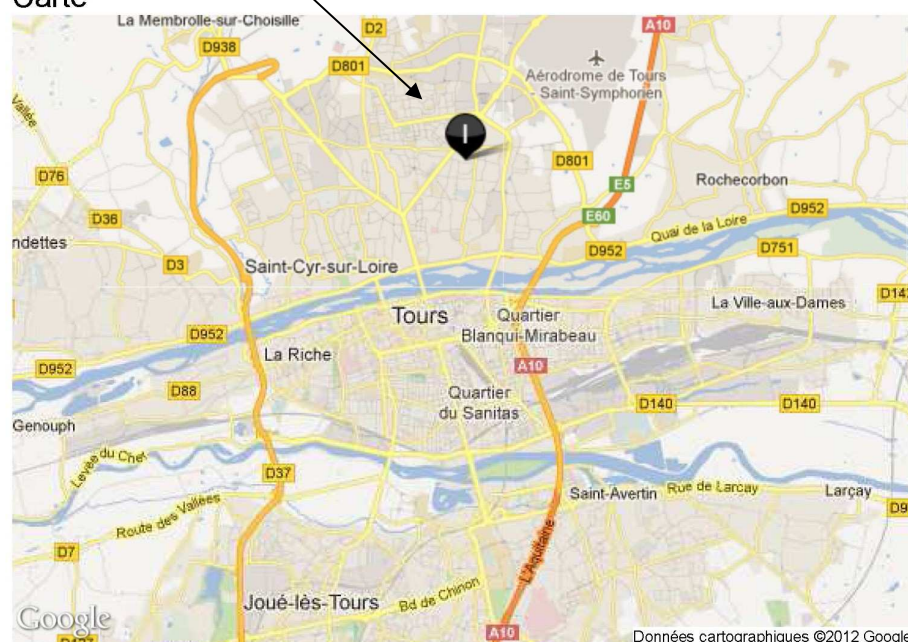 Carte
La Membrolle-sur-Choisille
D2
A10
D938
D801
Aérodrome de Tours
- Saint-Symphorien
Vallée
I
D801
D76
E5
Rochecorbon
D36
E60
D952
ndettes
Quai de la Loire
D952
D751
D3
Saint-Cyr-sur-Loire
D14
La Ville-aux-Dames
Tours
Quartier
Blanqui-Mirabeau
D952
La Riche
D952
A10
D88
Quartier
du Sanitas
D140
D140
Genouph
Levée du Cher
D37
Saint-Avertin
Rue de Larçay
Larçay
D9
Route des Vallées
D7
L'Aquitaine
Joué-lès-Tours
Bd de Chinon
Google
A10
Données cartographiques ©2012 Google